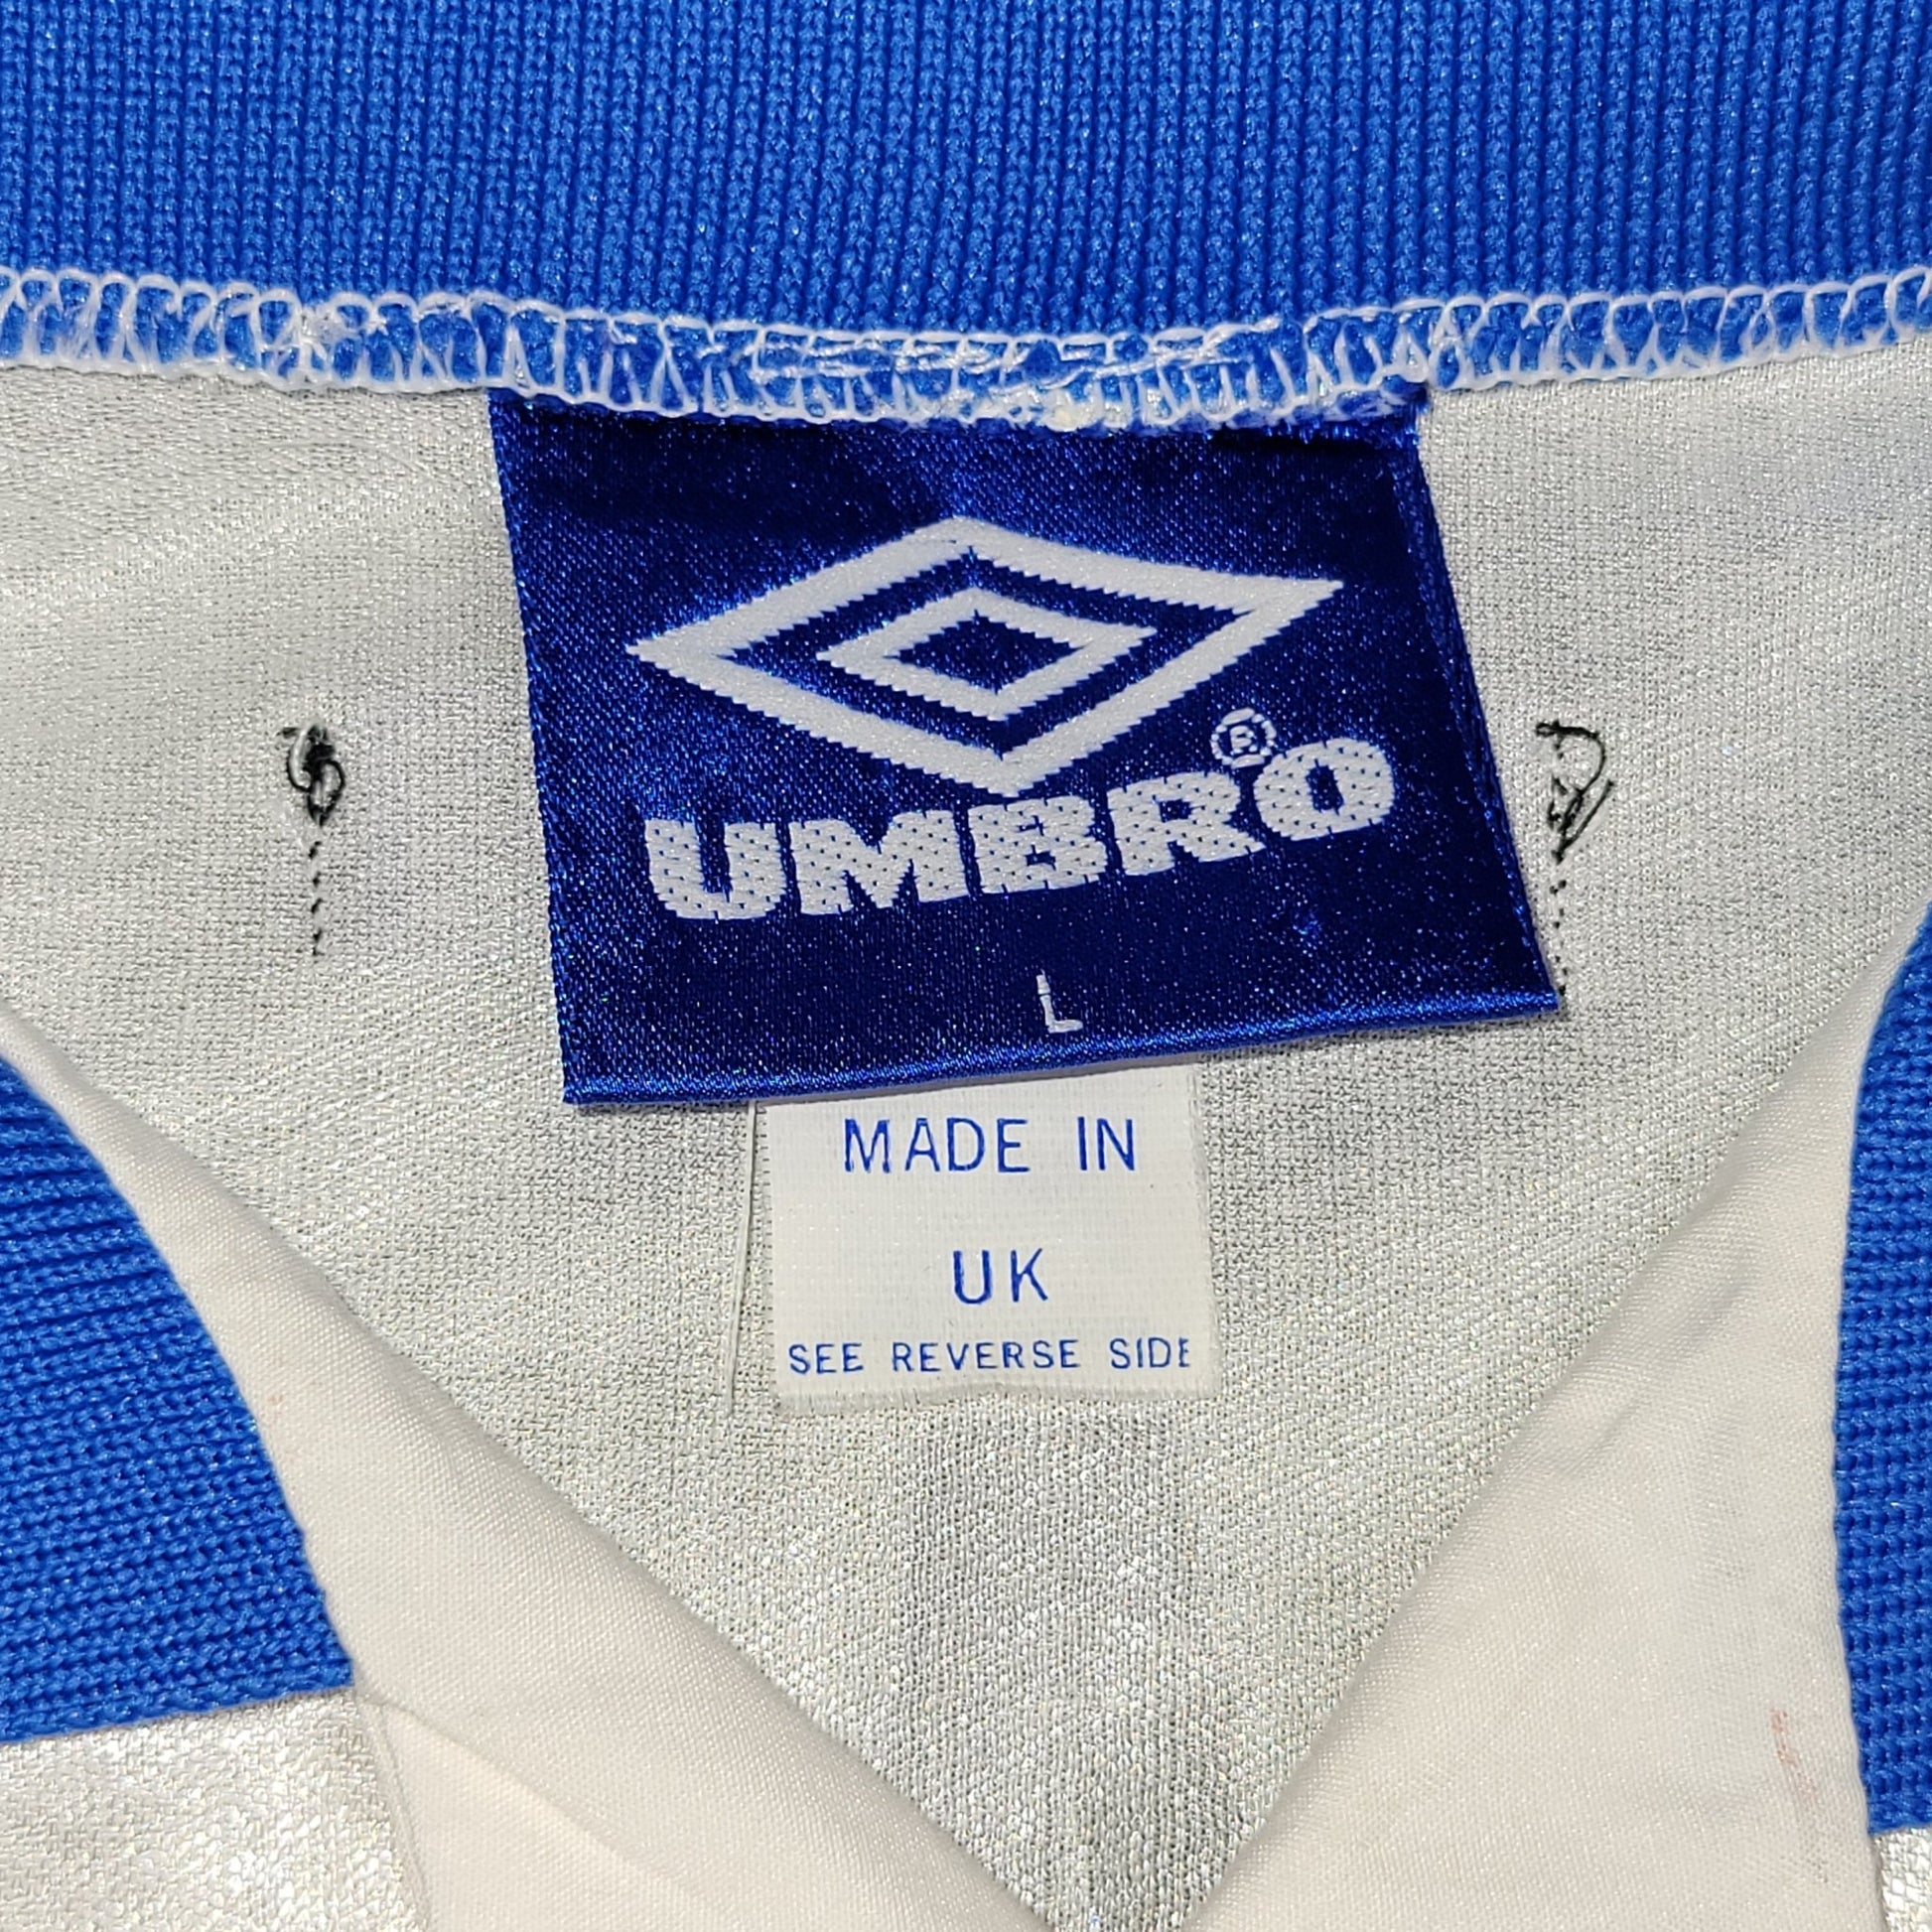 UMBRO®
L
MADE IN
UK
SEE REVERSE SIDE